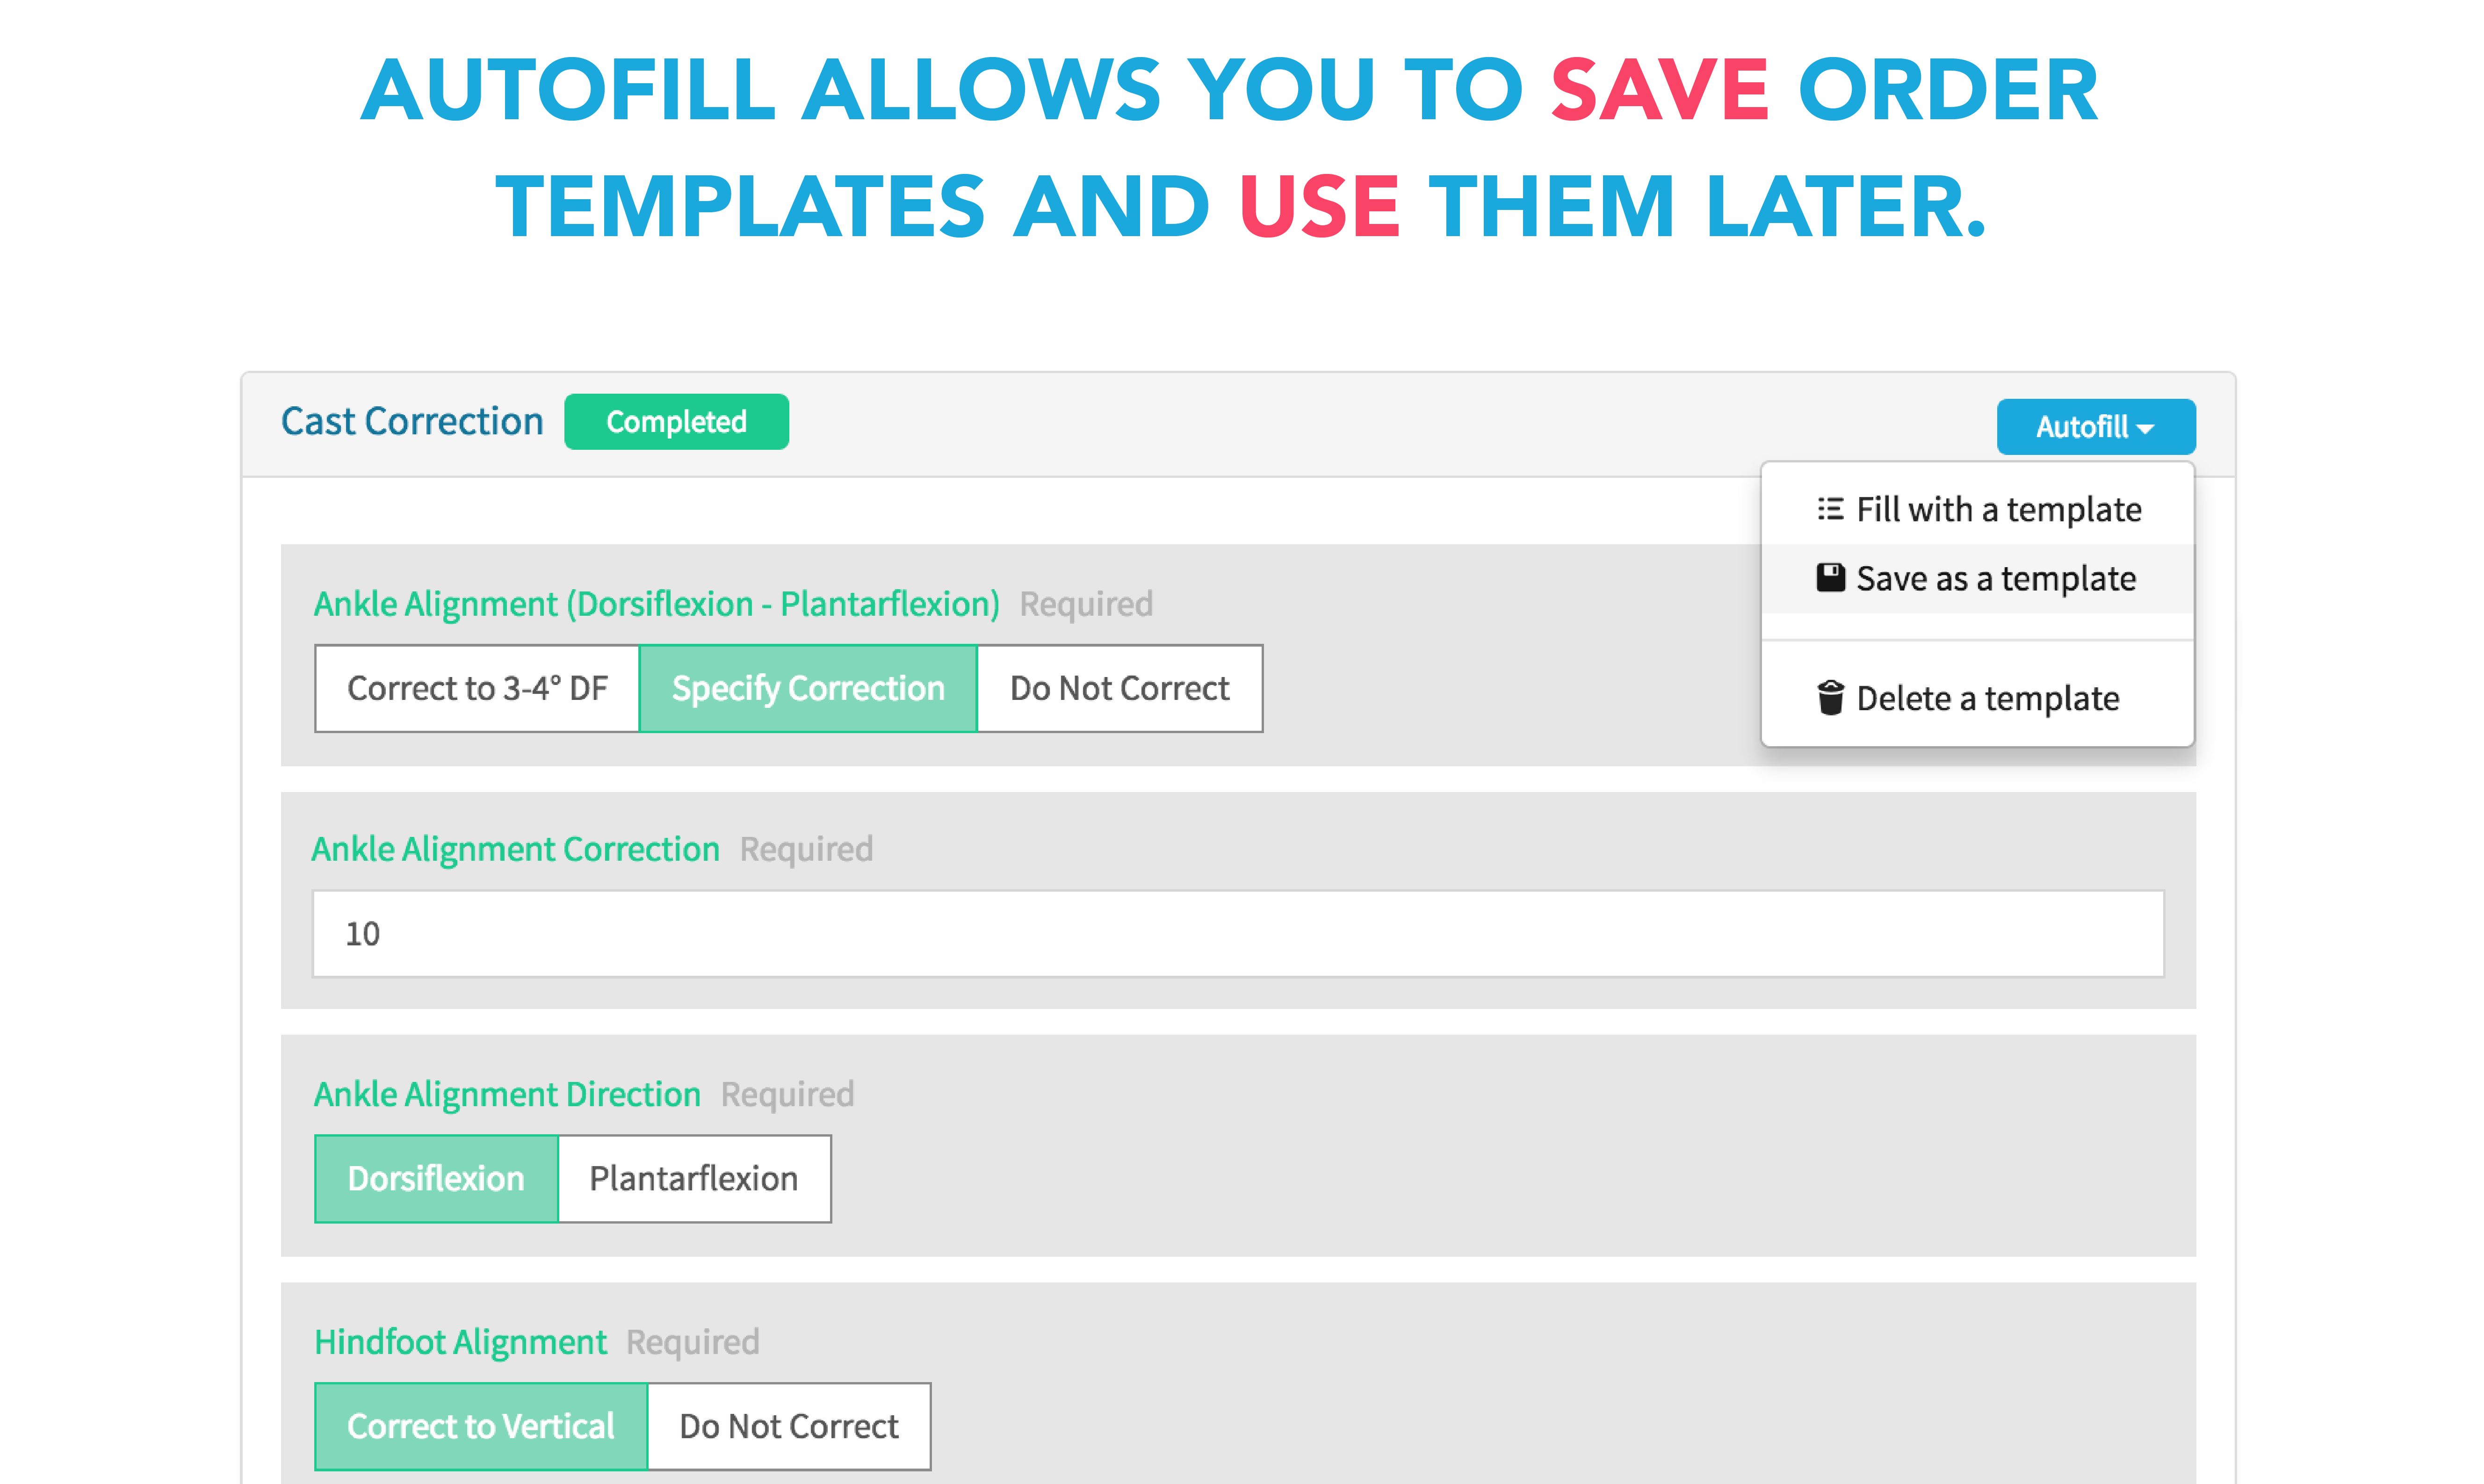 AUTOFILL ALLOWS YOU TO SAVE ORDER
TEMPLATES AND USE THEM LATER.
Cast Correction Completed Autofill
Fill with a template
Save as a template
Delete a template
Ankle Alignment (Dorsiflexion - Plantarflexion) Required
Correct to 3-4° DF Specify Correction Do Not Correct
Ankle Alignment Correction Required
10
Ankle Alignment Direction Required
Dorsiflexion Plantarflexion
Hindfoot Alignment Required
Correct to Vertical Do Not Correct